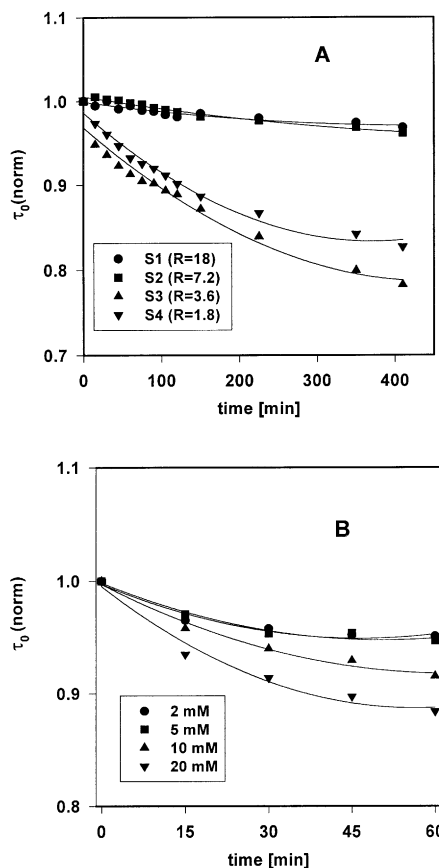 1.1
A
1.0
τ₀(norm)
0.9
0.8
S1 (R=18)
S2 (R=7.2)
S3 (R=3.6)
S4 (R=1.8)
0.7
0 100 200 300 400
time [min]
1.1
B
1.0
τ₀ (norm)
0.9
2 mM
5 mM
10 mM
20 mM
0.8
0 15 30 45 60
time [min]